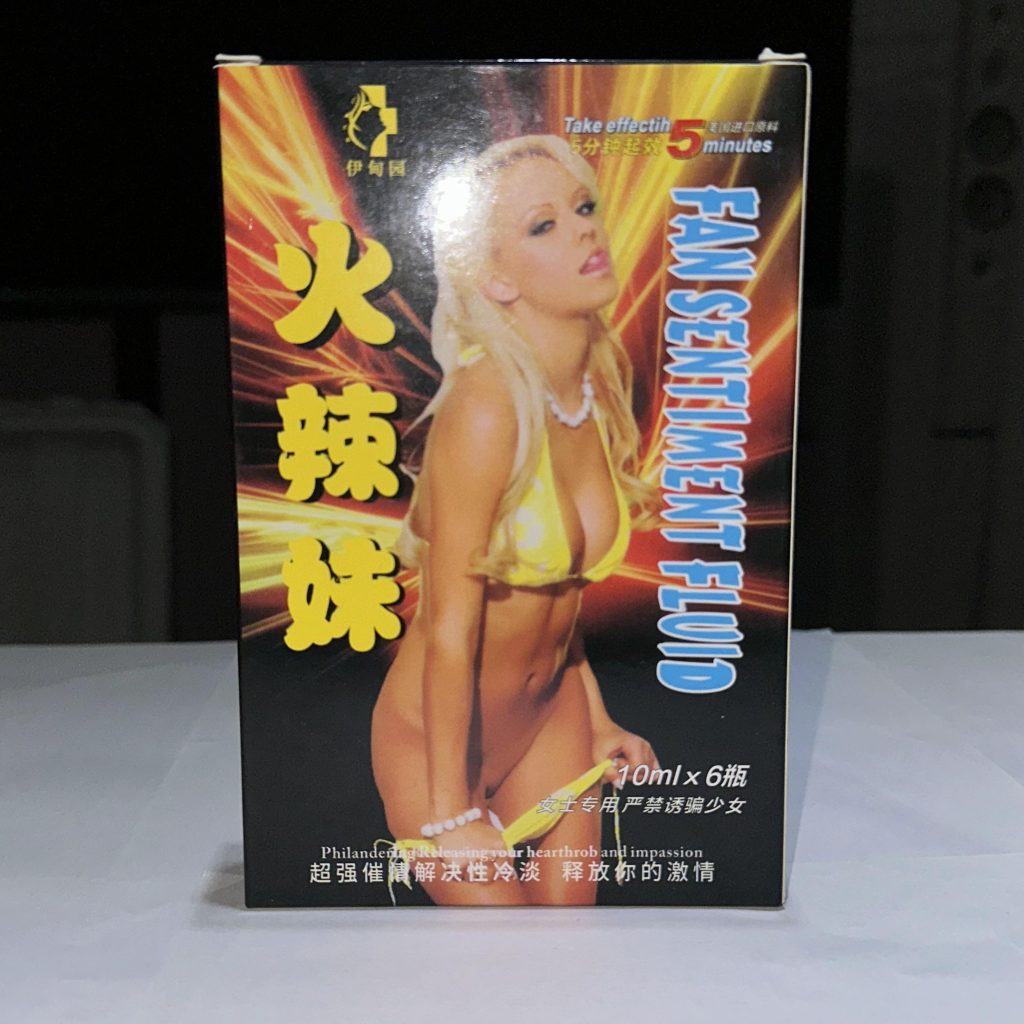 伊甸园
Take effectih 5 minutes
美国进口原料
5分钟起效
火辣妹
FAN SENTIMENT FLUID
10ml x 6瓶
女士专用 严禁诱骗少女
Philandering Releasing your hearthrob and impassion
超强催情解决性冷淡 释放你的激情